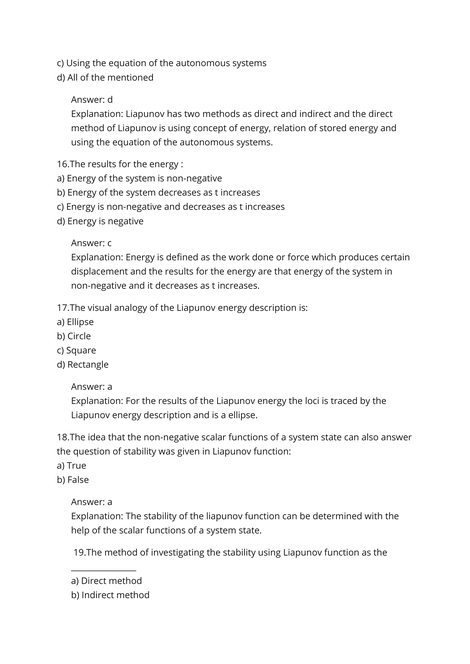 c) Using the equation of the autonomous systems
d) All of the mentioned
Answer: d
Explanation: Liapunov has two methods as direct and indirect and the direct
method of Liapunov is using concept of energy, relation of stored energy and
using the equation of the autonomous systems.
16.The results for the energy :
a) Energy of the system is non-negative
b) Energy of the system decreases as t increases
c) Energy is non-negative and decreases as t increases
d) Energy is negative
Answer: c
Explanation: Energy is defined as the work done or force which produces certain
displacement and the results for the energy are that energy of the system in
non-negative and it decreases as t increases.
17.The visual analogy of the Liapunov energy description is:
a) Ellipse
b) Circle
c) Square
d) Rectangle
Answer: a
Explanation: For the results of the Liapunov energy the loci is traced by the
Liapunov energy description and is a ellipse.
18.The idea that the non-negative scalar functions of a system state can also answer
the question of stability was given in Liapunov function:
a) True
b) False
Answer: a
Explanation: The stability of the liapunov function can be determined with the
help of the scalar functions of a system state.
19.The method of investigating the stability using Liapunov function as the
______________
a) Direct method
b) Indirect method